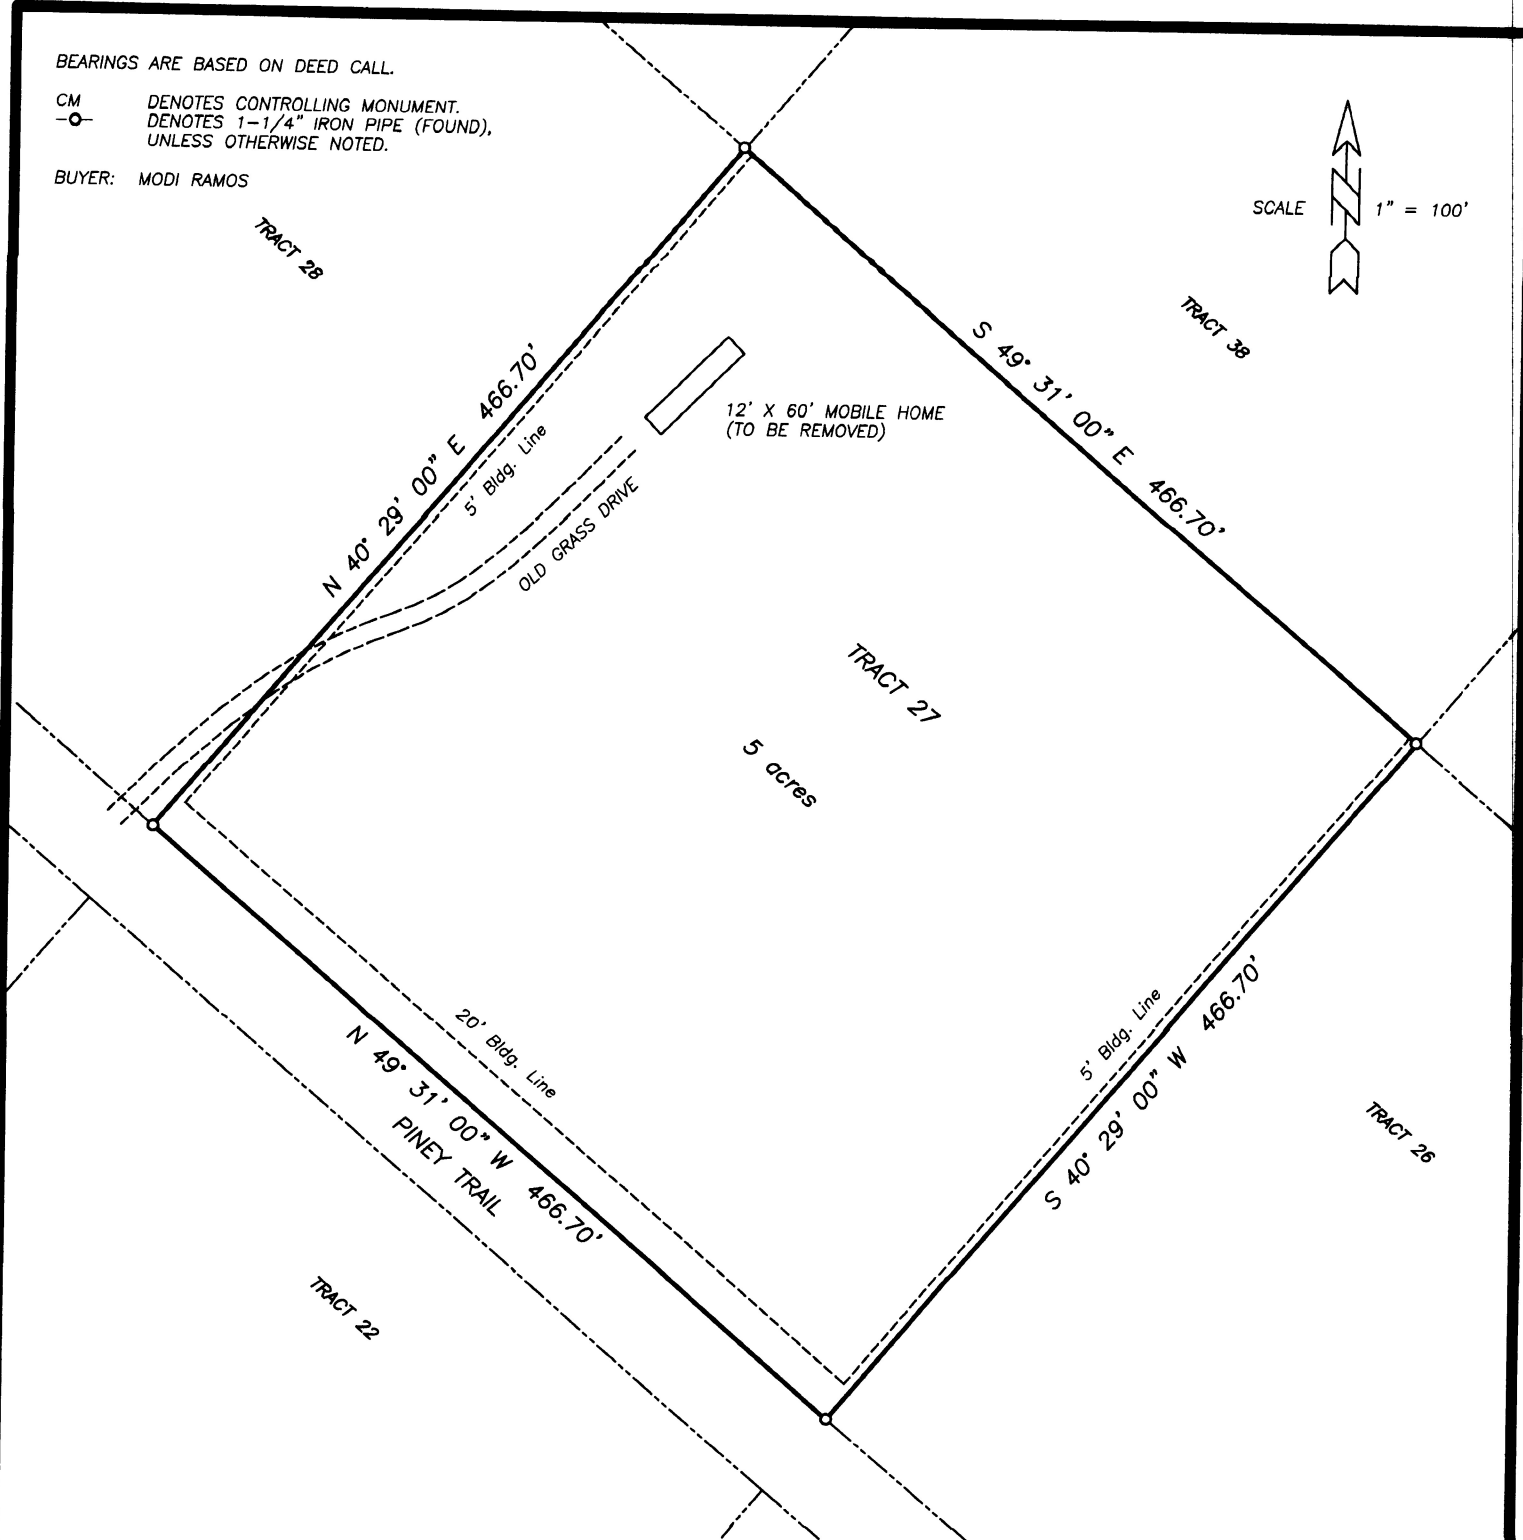 BEARINGS ARE BASED ON DEED CALL.
CM DENOTES CONTROLLING MONUMENT.
DENOTES 1-1/4" IRON PIPE (FOUND),
UNLESS OTHERWISE NOTED.
BUYER: MODI RAMOS
SCALE N 1" = 100'
TRACT 28
TRACT 38
N 40° 29' 00" E 466.70'
5' Bldg. Line
S 49° 31' 00" E 466.70'
12' X 60' MOBILE HOME
(TO BE REMOVED)
OLD GRASS DRIVE
TRACT 27
5 acres
20' Bldg. Line
N 49° 31' 00" W 466.70'
PINEY TRAIL
5' Bldg. Line
S 40° 29' 00" W 466.70'
TRACT 26
TRACT 22